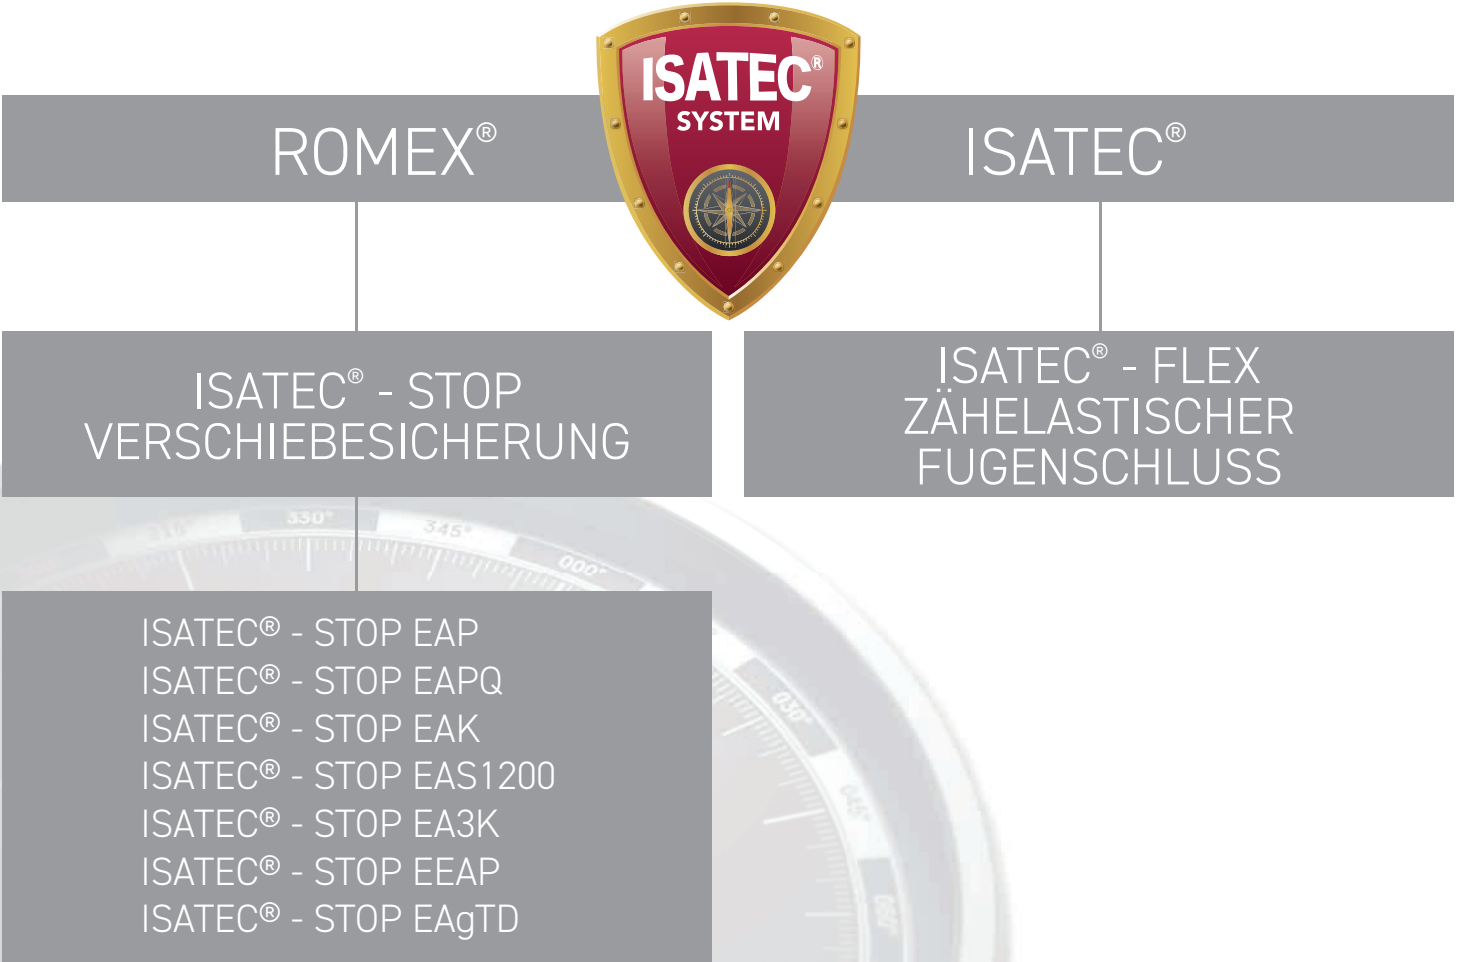 ISATEC®
SYSTEM
ROMEX®
ISATEC®
ISATEC® - STOP
VERSCHIEBESICHERUNG
ISATEC® - FLEX
ZÄHELASTISCHER
FUGENSCHLUSS
330°
345°
000°
030°
045°
060°
ISATEC® - STOP EAP
ISATEC® - STOP EAPQ
ISATEC® - STOP EAK
ISATEC® - STOP EAS1200
ISATEC® - STOP EA3K
ISATEC® - STOP EEAP
ISATEC® - STOP EAgTD